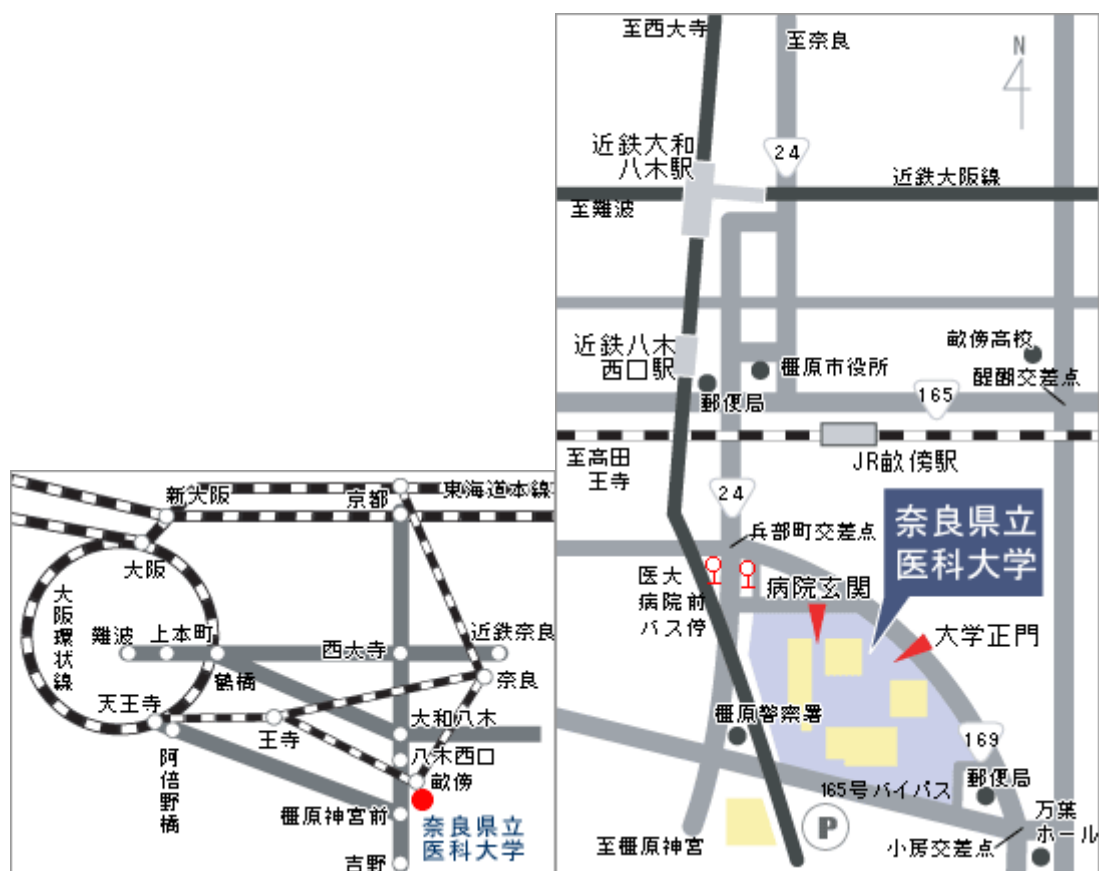 至西大寺
至奈良
N
近鉄大和
八木駅
24
近鉄大阪線
至難波
近鉄八木
西口駅
橿原市役所
郵便局
畝傍高校
醍醐交差点
165
至高田
王寺
JR畝傍駅
24
兵部町交差点
奈良県立
医科大学
医大
病院前
バス停
病院玄関
大学正門
橿原警察署
169
郵便局
165号バイパス
万葉
ホール
小房交差点
至橿原神宮
P
新大阪
京都
東海道本線
大阪
大阪環状線
難波
上本町
鶴橋
西大寺
近鉄奈良
奈良
天王寺
王寺
大和八木
八木西口
阿倍野橋
畝傍
橿原神宮前
奈良県立
医科大学
吉野